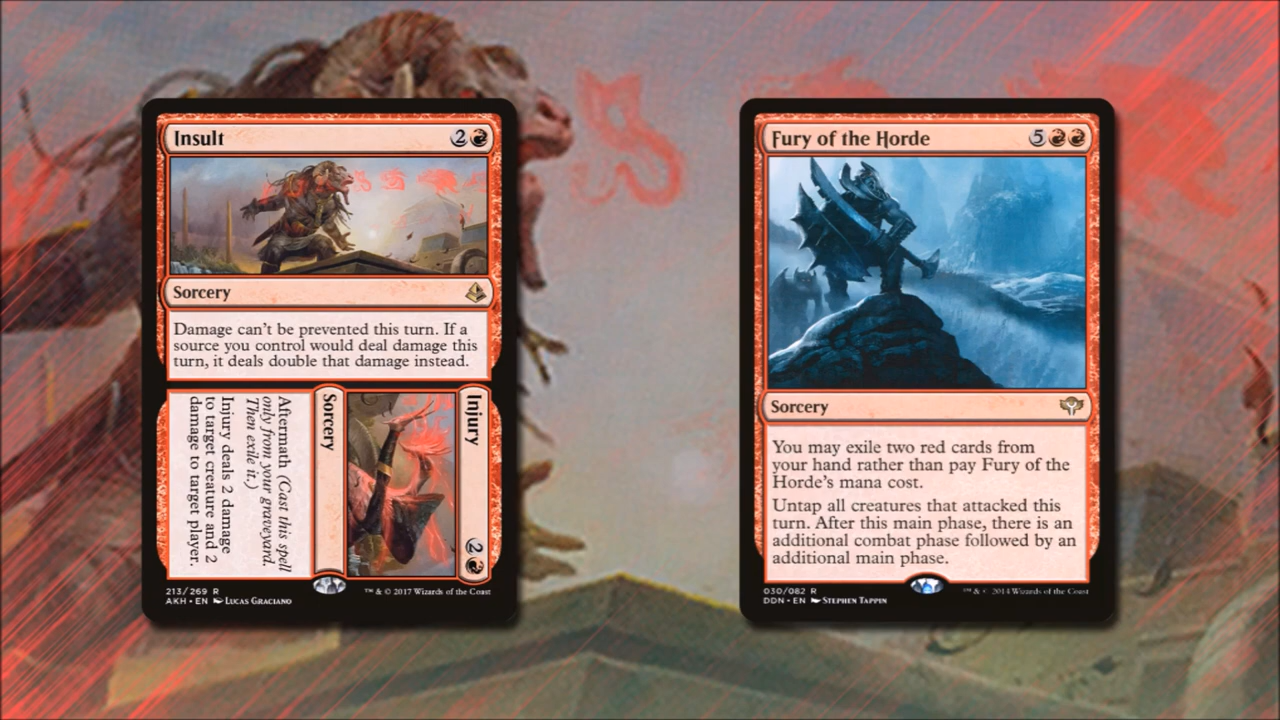 Insult 2
Sorcery
Damage can't be prevented this turn. If a
source you control would deal damage this
turn, it deals double that damage instead.
Injury 2
Sorcery
Aftermath (Cast this spell
only from your graveyard.
Then exile it.)
Injury deals 2 damage
to target creature and 2
damage to target player.
213/269 R
AKH • EN Lucas Graciano
™ & © 2017 Wizards of the Coast
Fury of the Horde 5
Sorcery
You may exile two red cards from
your hand rather than pay Fury of the
Horde's mana cost.
Untap all creatures that attacked this
turn. After this main phase, there is an
additional combat phase followed by an
additional main phase.
030/082 R
DDN • EN Stephen Tappin
™ & © 2014 Wizards of the Coast